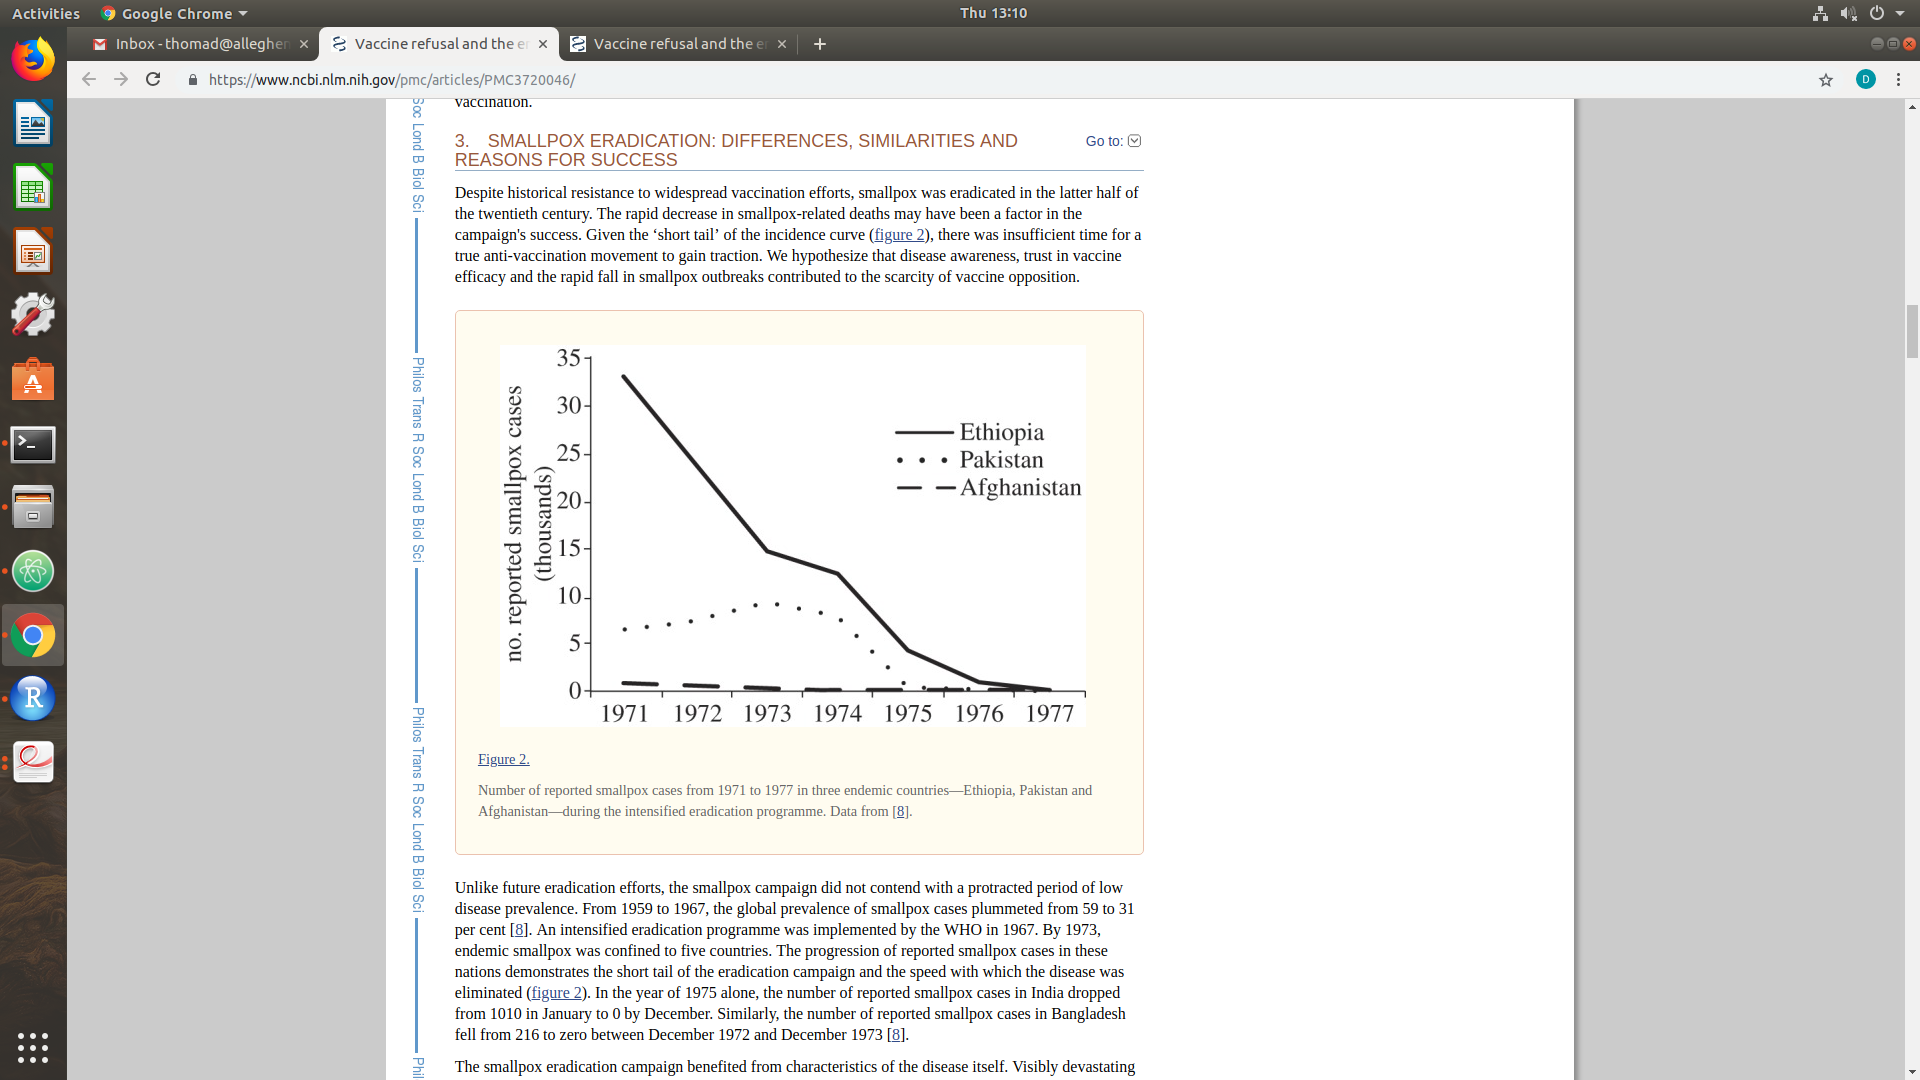 Activities
Google Chrome
Thu 13:10
Inbox - thomad@allegher
Vaccine refusal and the e
Vaccine refusal and the e
https://www.ncbi.nlm.nih.gov/pmc/articles/PMC3720046/
D
vaccination.
3. SMALLPOX ERADICATION: DIFFERENCES, SIMILARITIES AND
REASONS FOR SUCCESS
Go to:
Despite historical resistance to widespread vaccination efforts, smallpox was eradicated in the latter half of
the twentieth century. The rapid decrease in smallpox-related deaths may have been a factor in the
campaign's success. Given the ‘short tail’ of the incidence curve (figure 2), there was insufficient time for a
true anti-vaccination movement to gain traction. We hypothesize that disease awareness, trust in vaccine
efficacy and the rapid fall in smallpox outbreaks contributed to the scarcity of vaccine opposition.
no. reported smallpox cases
(thousands)
35
30
25
20
15
10
5
0
Ethiopia
Pakistan
Afghanistan
1971 1972 1973 1974 1975 1976 1977
Figure 2.
Number of reported smallpox cases from 1971 to 1977 in three endemic countries—Ethiopia, Pakistan and
Afghanistan—during the intensified eradication programme. Data from [8].
Unlike future eradication efforts, the smallpox campaign did not contend with a protracted period of low
disease prevalence. From 1959 to 1967, the global prevalence of smallpox cases plummeted from 59 to 31
per cent [8]. An intensified eradication programme was implemented by the WHO in 1967. By 1973,
endemic smallpox was confined to five countries. The progression of reported smallpox cases in these
nations demonstrates the short tail of the eradication campaign and the speed with which the disease was
eliminated (figure 2). In the year of 1975 alone, the number of reported smallpox cases in India dropped
from 1010 in January to 0 by December. Similarly, the number of reported smallpox cases in Bangladesh
fell from 216 to zero between December 1972 and December 1973 [8].
The smallpox eradication campaign benefited from characteristics of the disease itself. Visibly devastating
Soc Lond B Biol Sci
Philos Trans R Soc Lond B Biol Sci
Philos Trans R Soc Lond B Biol Sci
Phil